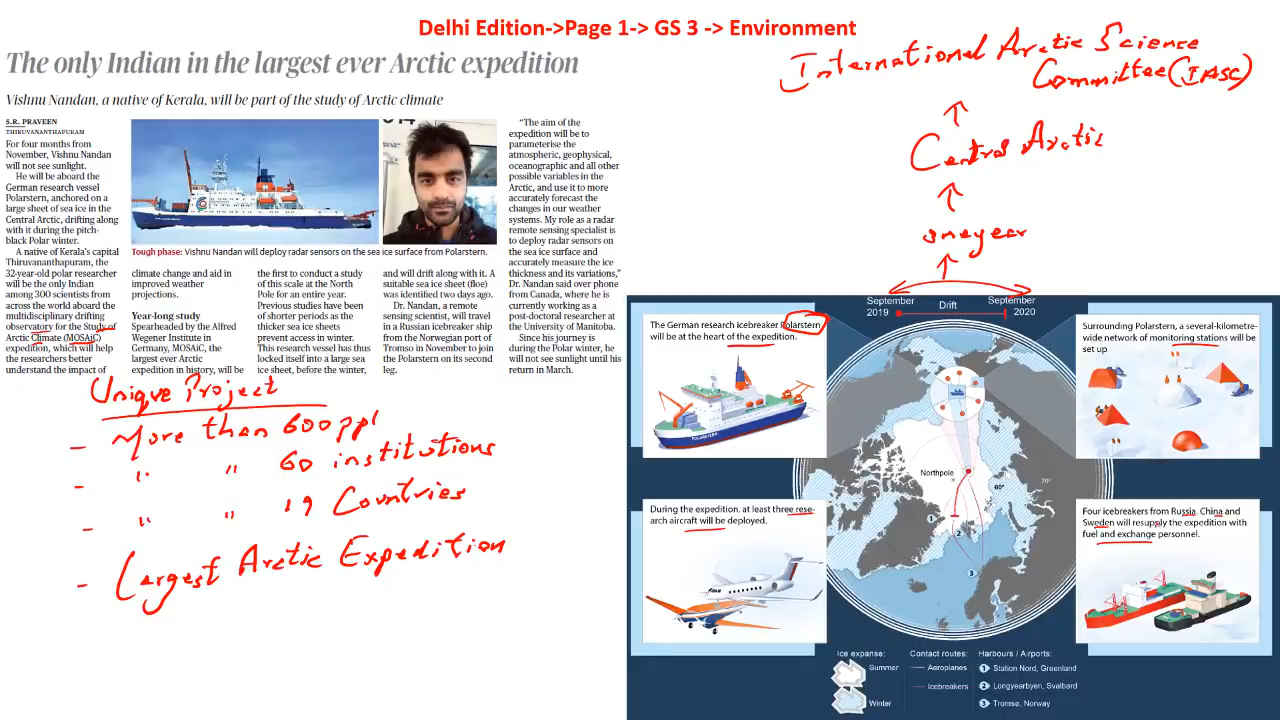 Delhi Edition->Page 1-> GS 3 -> Environment
The only Indian in the largest ever Arctic expedition
Vishnu Nandan, a native of Kerala, will be part of the study of Arctic climate
S.R. PRAVEEN
THIRUVANANTHAPURAM
For four months from
November, Vishnu Nandan
will not see sunlight.
He will be aboard the
German research vessel
Polarstern, anchored on a
large sheet of sea ice in the
Central Arctic, drifting along
with it during the pitch-
black Polar winter.
A native of Kerala's capital
Thiruvananthapuram, the
32-year-old polar researcher
will be the only Indian
among 300 scientists from
across the world aboard the
multidisciplinary drifting
observatory for the Study of
Arctic Climate (MOSAiC)
expedition, which will help
the researchers better
understand the impact of
Tough phase: Vishnu Nandan will deploy radar sensors on the sea ice surface from Polarstern.
climate change and aid in
improved weather
projections.
Year-long study
Spearheaded by the Alfred
Wegener Institute in
Germany, MOSAiC, the
largest ever Arctic
expedition in history, will be
the first to conduct a study
of this scale at the North
Pole for an entire year.
Previous studies have been
of shorter periods as the
thicker sea ice sheets
prevent access in winter.
This research vessel has thus
locked itself into a large sea
ice sheet, before the winter,
and will drift along with it. A
suitable sea ice sheet (floe)
was identified two days ago.
Dr. Nandan, a remote
sensing scientist, will travel
in a Russian icebreaker ship
from the Norwegian port of
Tromso in November to join
the Polarstern on its second
leg.
"The aim of the
expedition will be to
parameterise the
atmospheric, geophysical,
oceanographic and all other
possible variables in the
Arctic, and use it to more
accurately forecast the
changes in our weather
systems. My role as a radar
remote sensing specialist is
to deploy radar sensors on
the sea ice surface and
accurately measure the ice
thickness and its variations,"
Dr. Nandan said over phone
from Canada, where he is
currently working as a
post-doctoral researcher at
the University of Manitoba.
Since his journey is
during the Polar winter, he
will not see sunlight until his
return in March.
Unique Project
- More than 600 ppl
- " " 60 institutions
- " " 19 Countries
- Largest Arctic Expedition
International Arctic Science
Committee (IASC)
↑
Central Arctic
↑
one year
↑
September
2019
Drift
September
2020
The German research icebreaker Polarstern
will be at the heart of the expedition.
POLARSTERN
Surrounding Polarstern, a several-kilometre-
wide network of monitoring stations will be
set up
Northpole
60°
70°
1
2
3
During the expedition, at least three rese-
arch aircraft will be deployed.
Four icebreakers from Russia, China and
Sweden will resupply the expedition with
fuel and exchange personnel.
Ice expanse:
Summer
Winter
Contact routes:
Aeroplanes
Icebreakers
Harbours / Airports:
1 Station Nord, Greenland
2 Longyearbyen, Svalbard
3 Tromsø, Norway